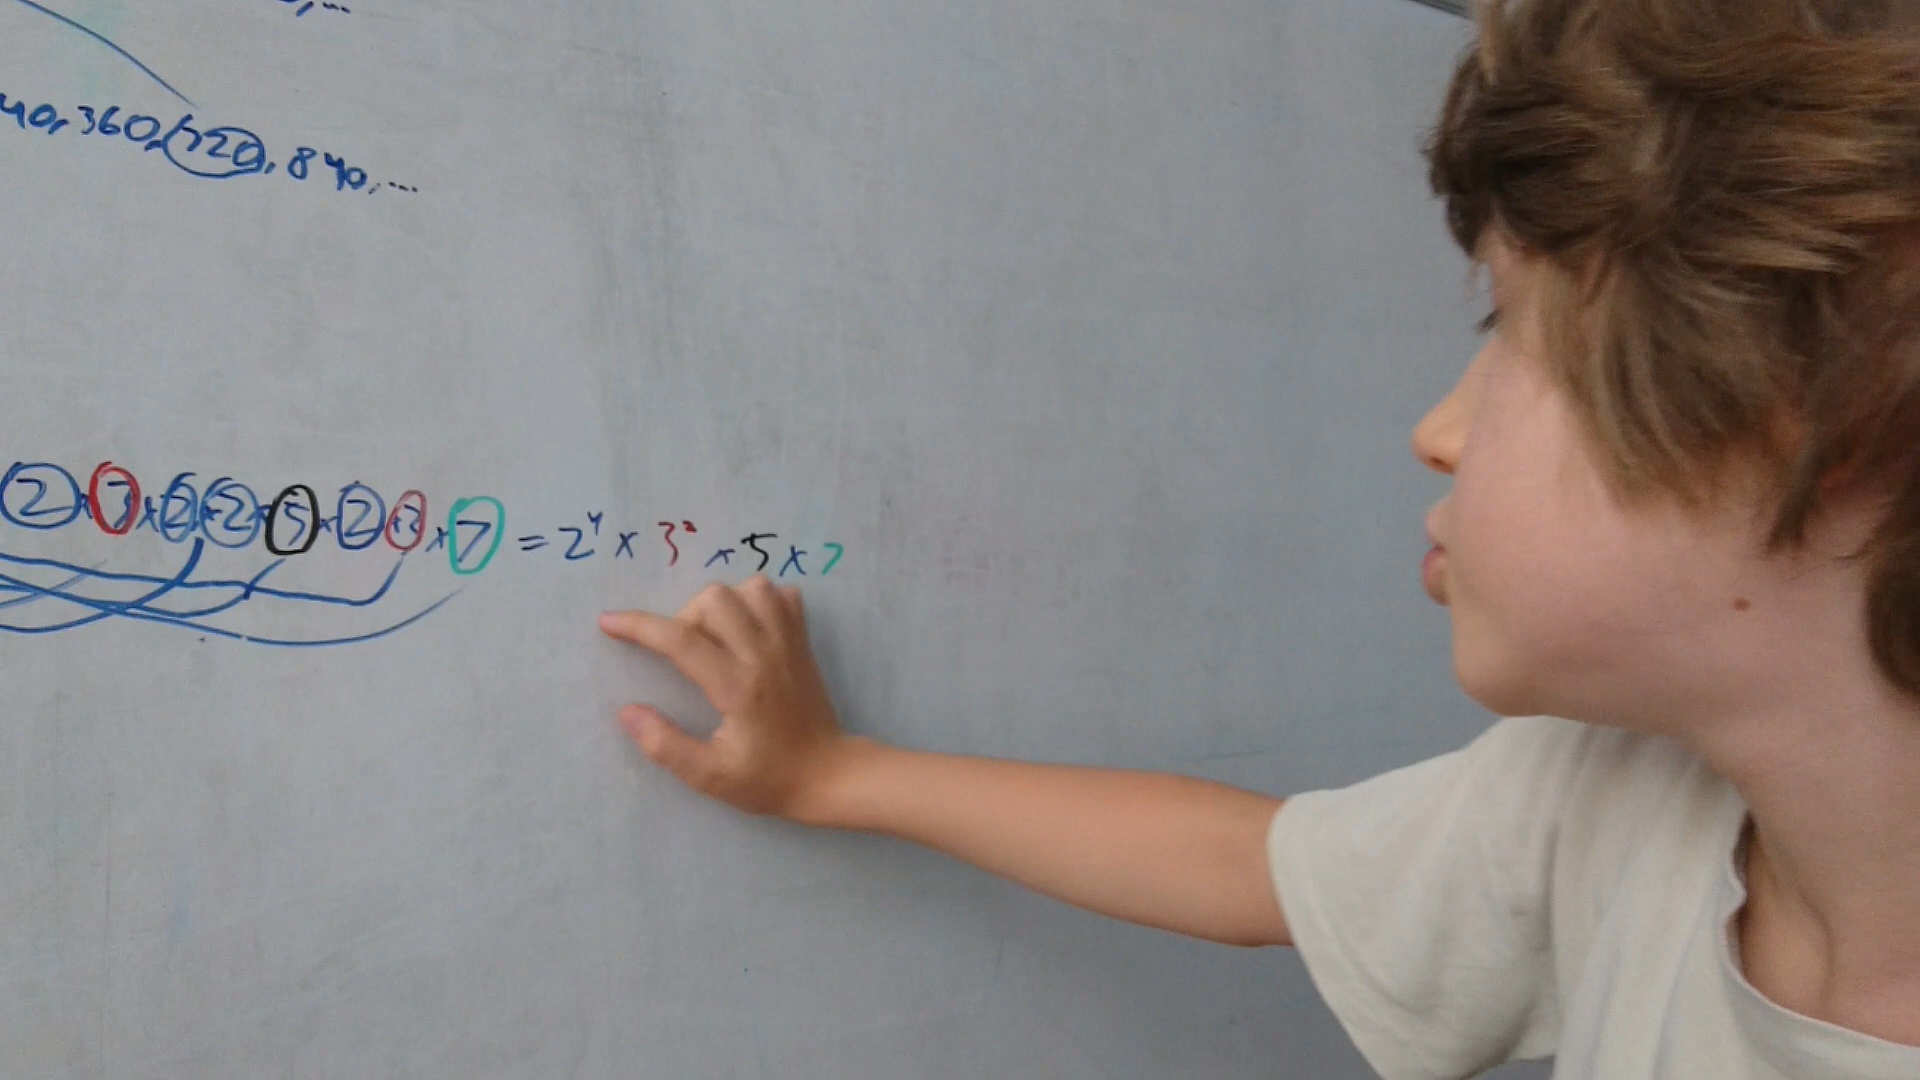 40, 360, 720, 840, ...
2 × 3 × 2 × 2 × 5 × 2 × 3 × 7 = 2⁴ × 3² × 5 × 7